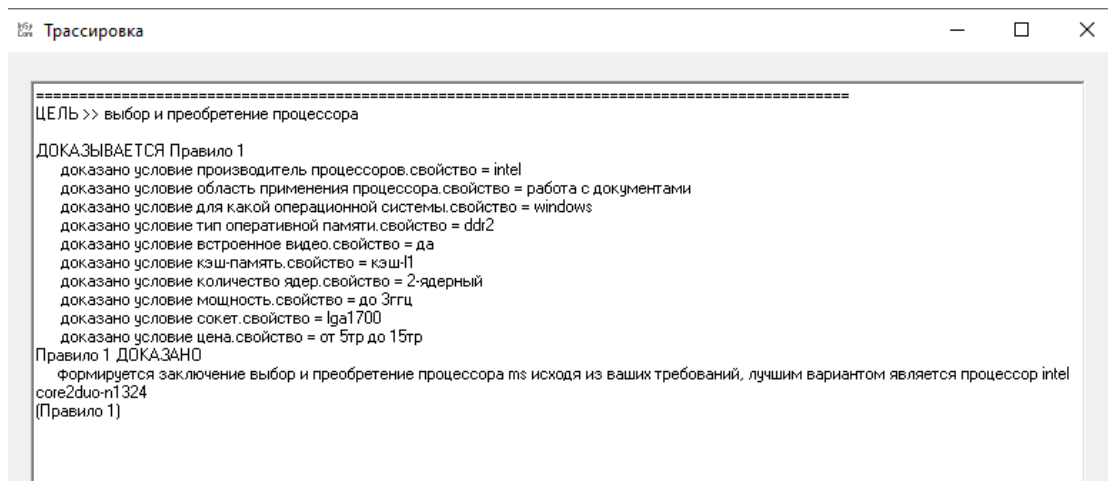 Трассировка
===============================================================================================
ЦЕЛЬ >> выбор и преобретение процессора
ДОКАЗЫВАЕТСЯ Правило 1
доказано условие производитель процессоров.свойство = intel
доказано условие область применения процессора.свойство = работа с документами
доказано условие для какой операционной системы.свойство = windows
доказано условие тип оперативной памяти.свойство = ddr2
доказано условие встроенное видео.свойство = да
доказано условие кэш-память.свойство = кэш-l1
доказано условие количество ядер.свойство = 2-ядерный
доказано условие мощность.свойство = до 3ггц
доказано условие сокет.свойство = lga1700
доказано условие цена.свойство = от 5тр до 15тр
Правило 1 ДОКАЗАНО
Формируется заключение выбор и преобретение процессора ms исходя из ваших требований, лучшим вариантом является процессор intel
core2duo-n1324
(Правило 1)